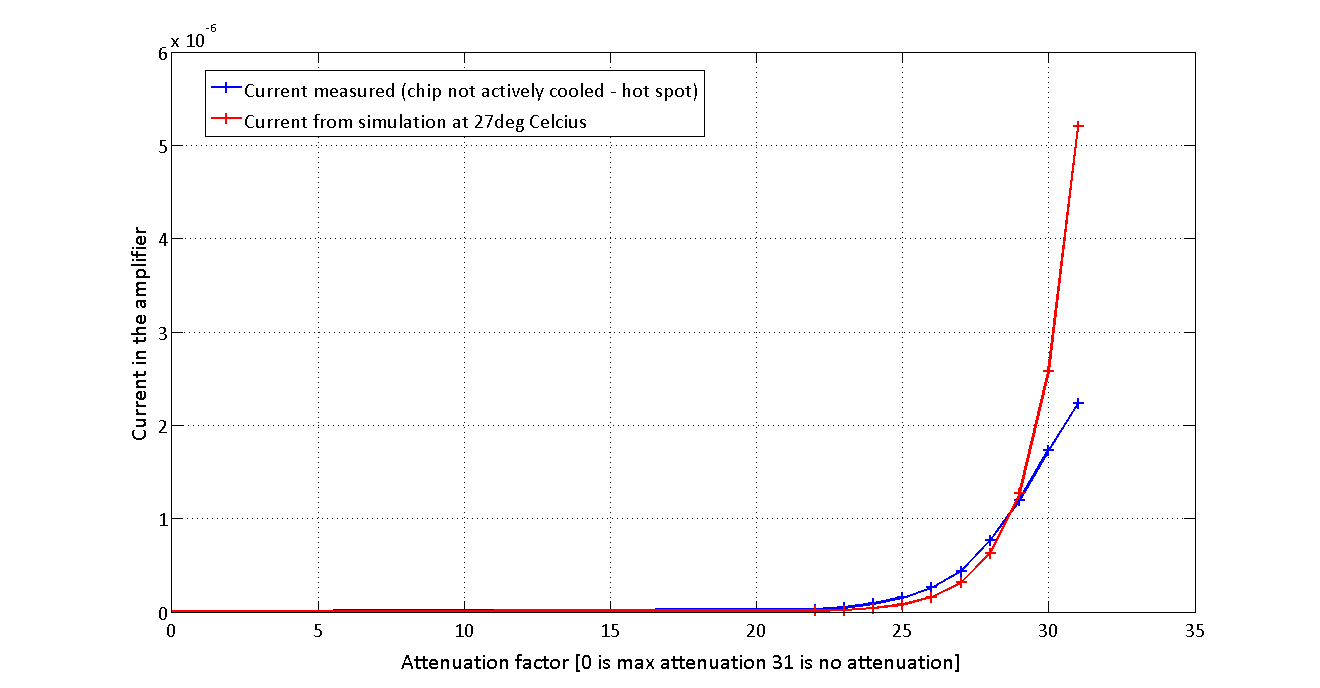 x 10-6
6
Current measured (chip not actively cooled - hot spot)
Current from simulation at 27deg Celcius
5
4
3
2
1
0
Current in the amplifier
0 5 10 15 20 25 30 35
Attenuation factor [0 is max attenuation 31 is no attenuation]